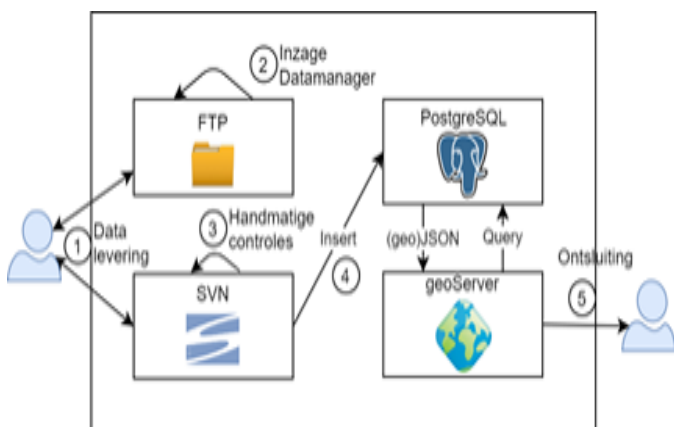 2 Inzage
Datamanager
FTP
PostgreSQL
1 Data
levering
3 Handmatige
controles
Insert
4
(geo)JSON
Query
SVN
geoServer
Ontsluiting
5